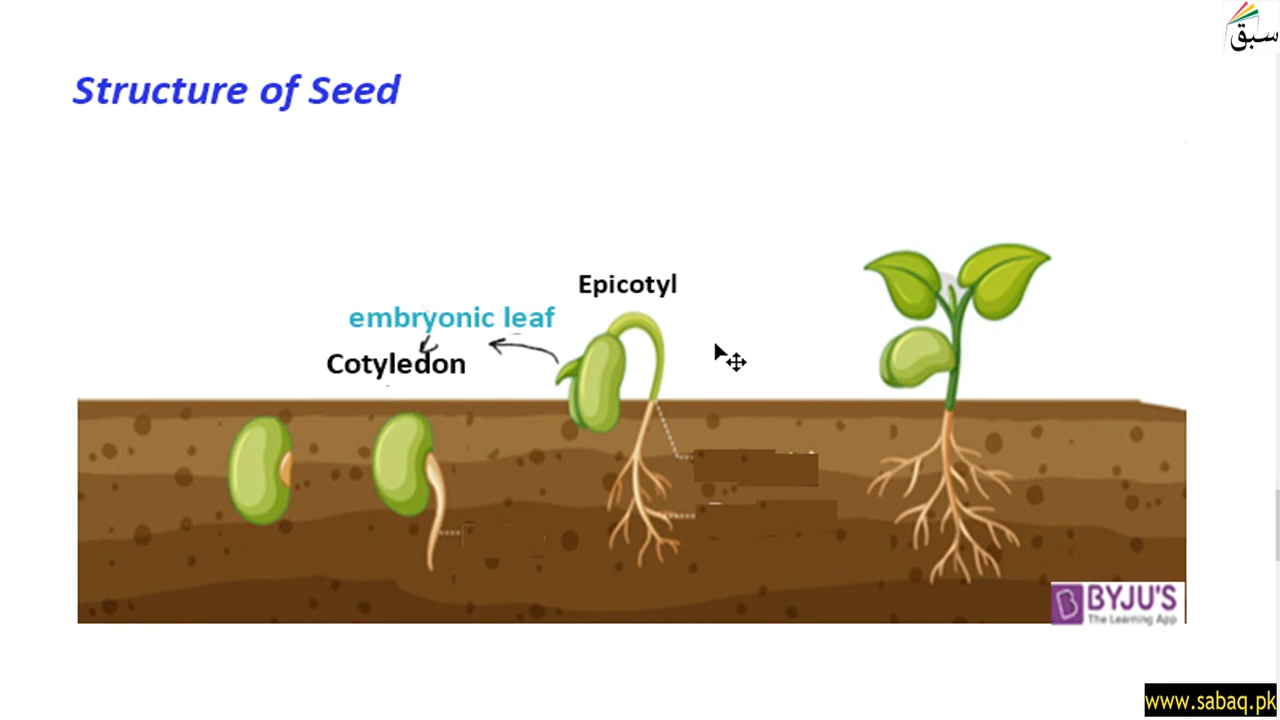 سبق
Structure of Seed
Epicotyl
embryonic leaf
Cotyledon
BYJU'S
The Learning App
www.sabaq.pk